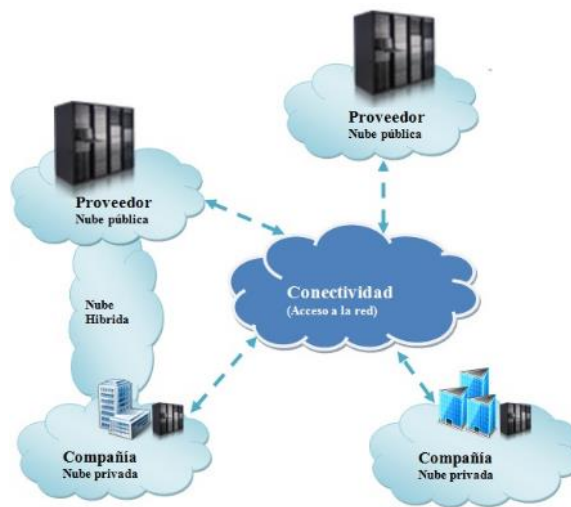 Proveedor
Nube pública
Proveedor
Nube pública
Conectividad
(Acceso a la red)
Nube
Hibrida
Compañía
Nube privada
Compañía
Nube privada